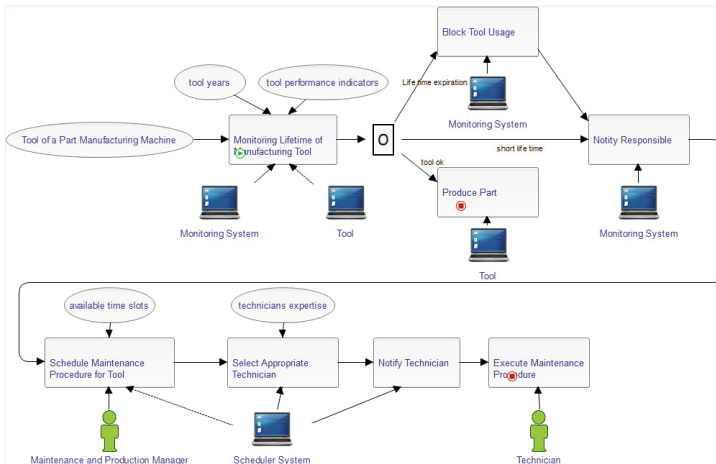 Block Tool Usage
tool years
tool performance indicators
Life time expiration
Monitoring System
Tool of a Part Manufacturing Machine
Monitoring Lifetime of
Manufacturing Tool
O
short life time
Notity Responsible
tool ok
Produce Part
Monitoring System
Tool
Monitoring System
Tool
available time slots
technicians expertise
Schedule Maintenance
Procedure for Tool
Select Appropriate
Technician
Notify Technician
Execute Maintenance
Procedure
Maintenance and Production Manager
Scheduler System
Technician